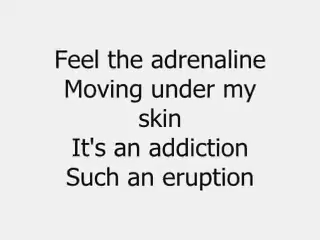 Feel the adrenaline
Moving under my
skin
It's an addiction
Such an eruption